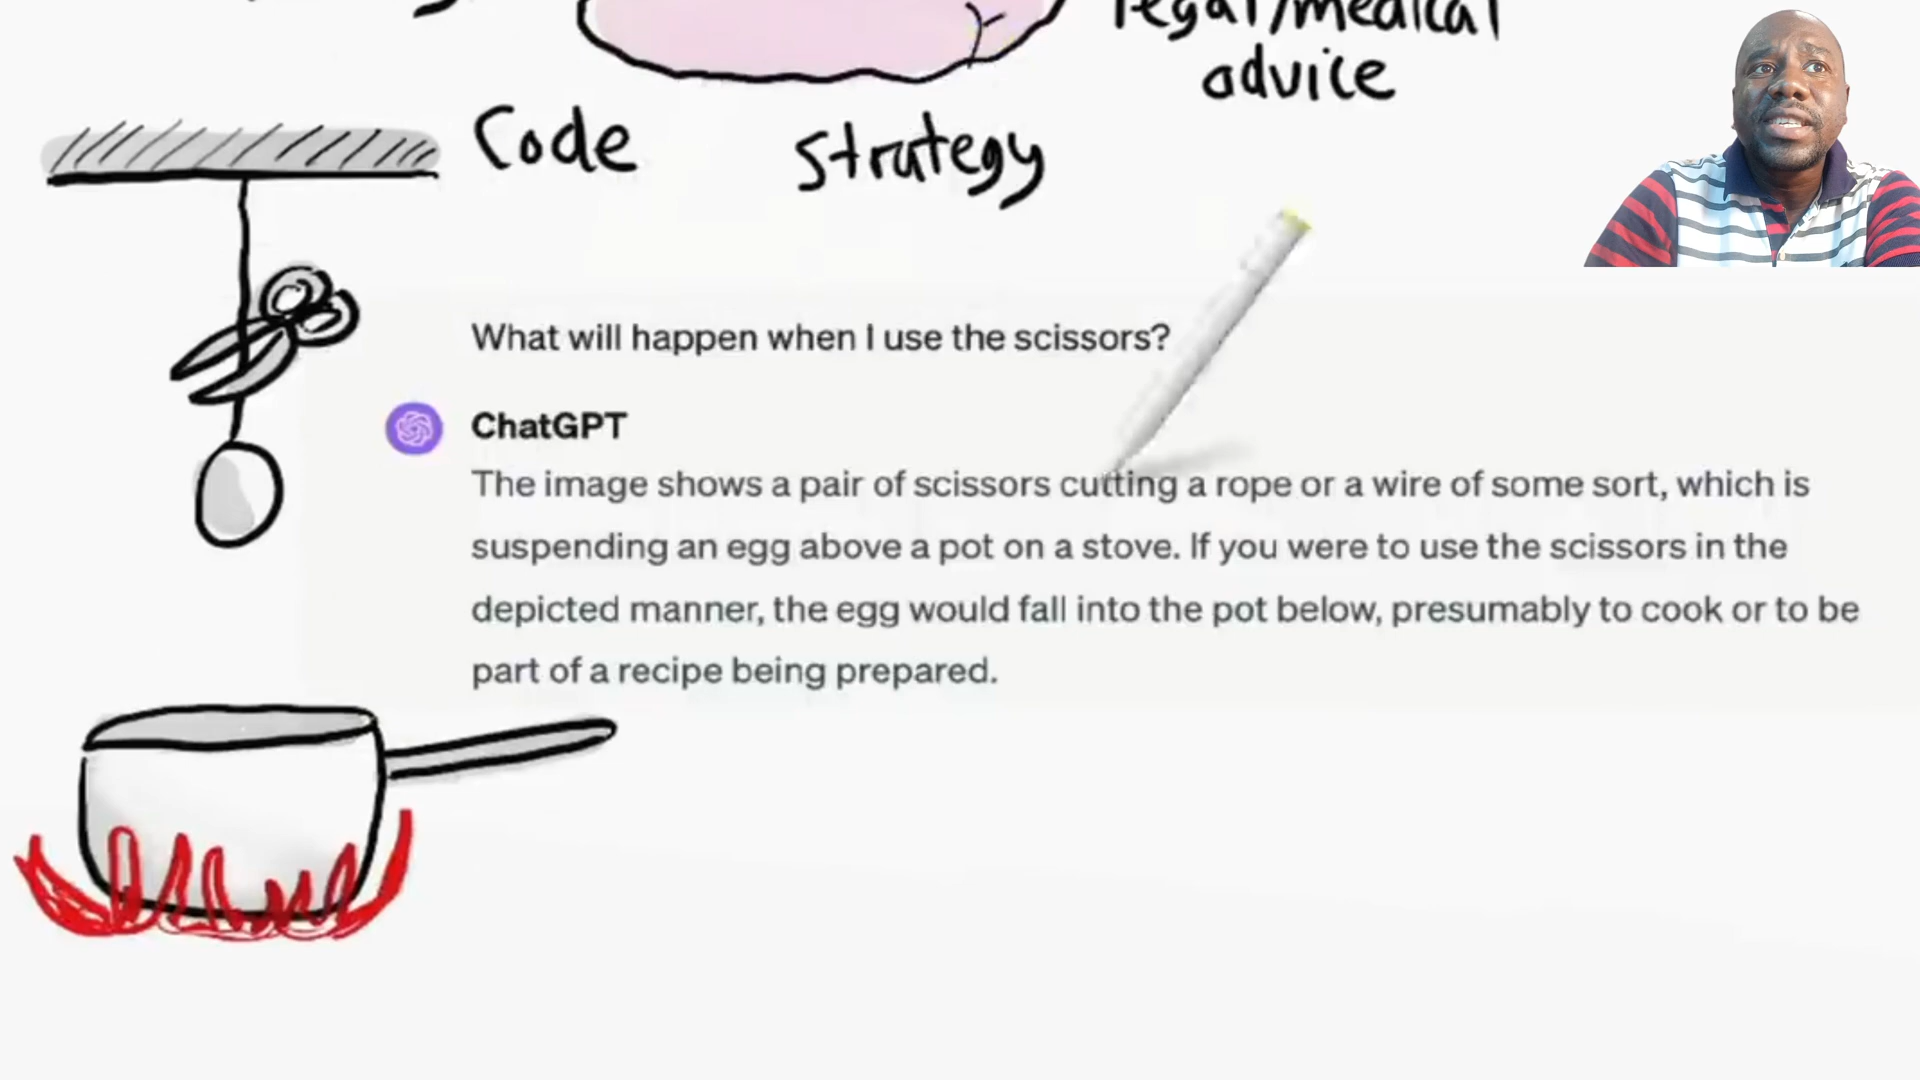 legal/medical
advice
Code
strategy
What will happen when I use the scissors?
ChatGPT
The image shows a pair of scissors cutting a rope or a wire of some sort, which is
suspending an egg above a pot on a stove. If you were to use the scissors in the
depicted manner, the egg would fall into the pot below, presumably to cook or to be
part of a recipe being prepared.